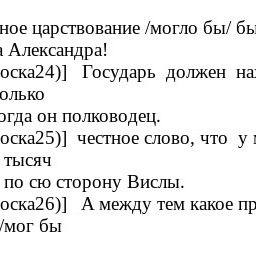 ное царствование /могло бы/ бы
а Александра!
оска24)] Государь должен на
олько
огда он полководец.
оска25)] честное слово, что у м
тысяч
по сю сторону Вислы.
оска26)] А между тем какое пр
/мог бы